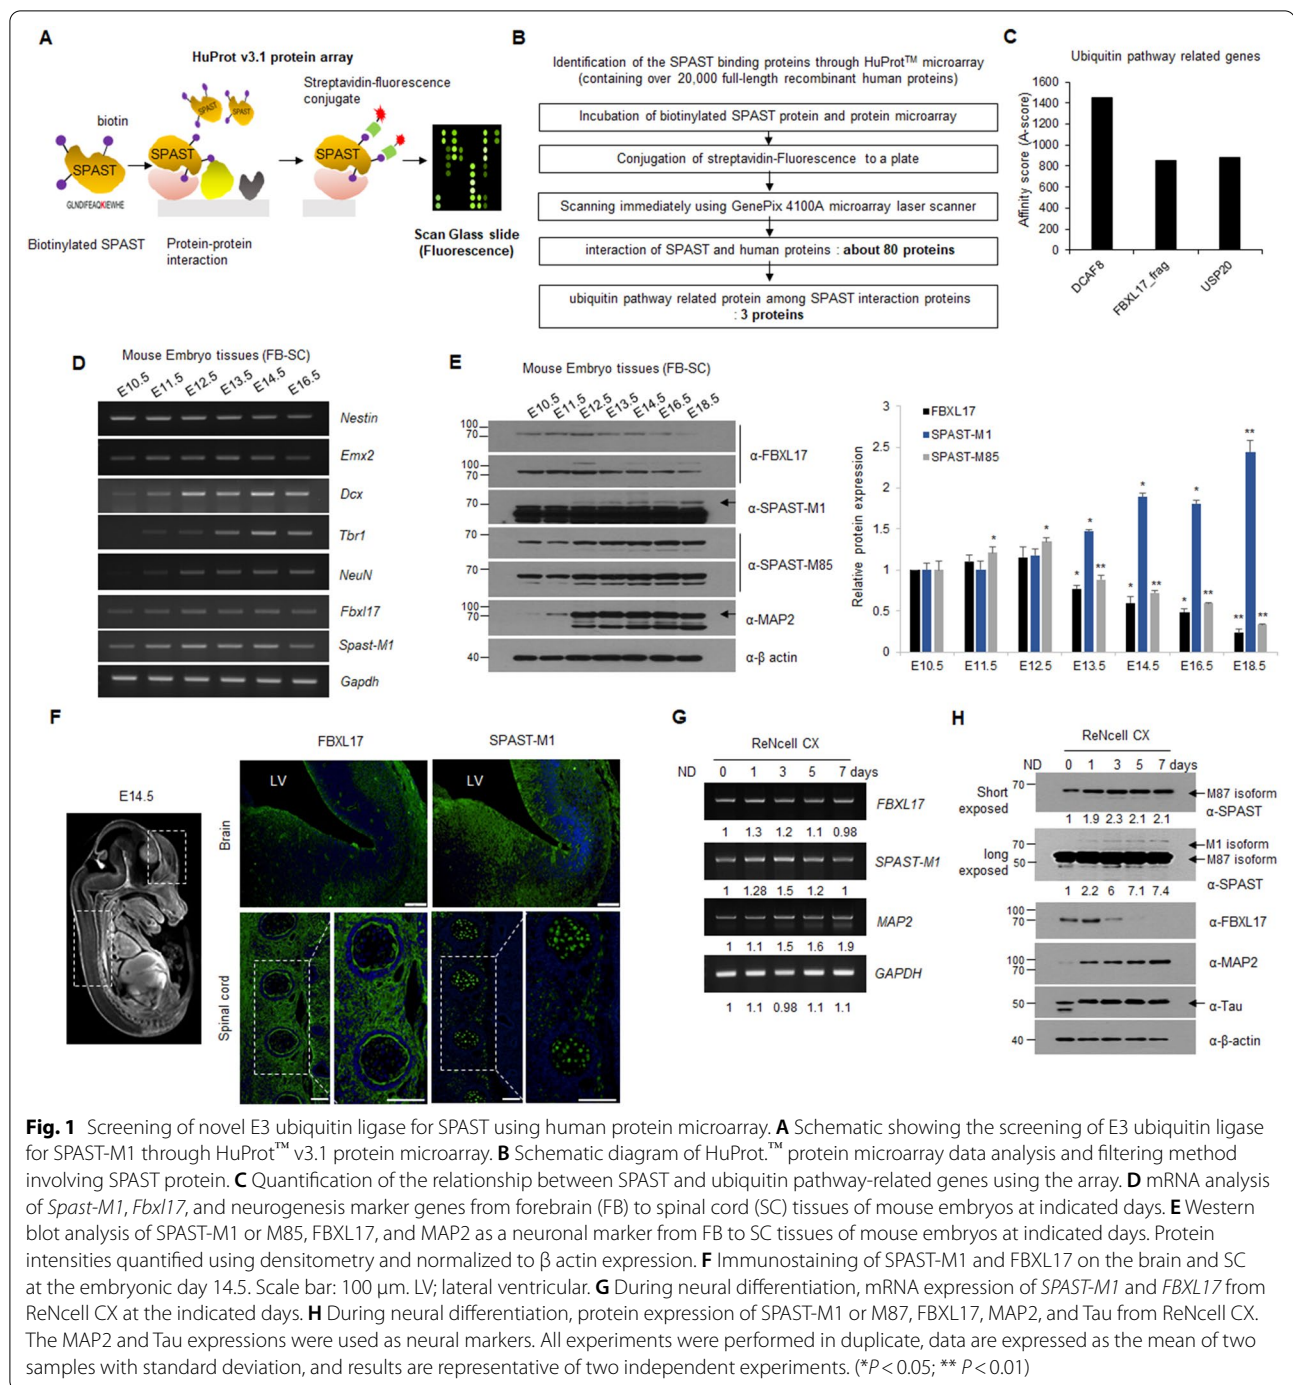 A
HuProt v3.1 protein array
Streptavidin-fluorescence
conjugate
biotin
SPAST
SPAST
SPAST
SPAST
SPAST
GLNDIFEAQKIEWHE
Biotinylated SPAST
Protein-protein
interaction
Scan Glass slide
(Fluorescence)
B
Identification of the SPAST binding proteins through HuProt™ microarray
(containing over 20,000 full-length recombinant human proteins)
Incubation of biotinylated SPAST protein and protein microarray
Conjugation of streptavidin-Fluorescence to a plate
Scanning immediately using GenePix 4100A microarray laser scanner
interaction of SPAST and human proteins : about 80 proteins
ubiquitin pathway related protein among SPAST interaction proteins
: 3 proteins
C
Ubiquitin pathway related genes
Affinity score (A-score)
1600
1400
1200
1000
800
600
400
200
0
DCAF8
FBXL17_frag
USP20
D
Mouse Embryo tissues (FB-SC)
E10.5 E11.5 E12.5 E13.5 E14.5 E16.5
Nestin
Emx2
Dcx
Tbr1
NeuN
Fbxl17
Spast-M1
Gapdh
E
Mouse Embryo tissues (FB-SC)
E10.5 E11.5 E12.5 E13.5 E14.5 E16.5 E18.5
100
70
100
70
α-FBXL17
70
α-SPAST-M1
70
70
α-SPAST-M85
100
70
α-MAP2
40
α-β actin
Relative protein expression
3
2.5
2
1.5
1
0.5
0
FBXL17
SPAST-M1
SPAST-M85
* * * * ** * * ** * * ** ** ** **
E10.5 E11.5 E12.5 E13.5 E14.5 E16.5 E18.5
F
E14.5
FBXL17
SPAST-M1
Brain
LV
LV
Spinal cord
G
ReNcell CX
ND 0 1 3 5 7 days
FBXL17
1 1.3 1.2 1.1 0.98
SPAST-M1
1 1.28 1.5 1.2 1
MAP2
1 1.1 1.5 1.6 1.9
GAPDH
1 1.1 0.98 1.1 1.1
H
ReNcell CX
ND 0 1 3 5 7 days
Short
exposed
70
M87 isoform
α-SPAST
1 1.9 2.3 2.1 2.1
long
exposed
70
50
M1 isoform
M87 isoform
α-SPAST
1 2.2 6 7.1 7.4
100
70
α-FBXL17
100
70
α-MAP2
50
α-Tau
40
α-β-actin
Fig. 1 Screening of novel E3 ubiquitin ligase for SPAST using human protein microarray. A Schematic showing the screening of E3 ubiquitin ligase
for SPAST-M1 through HuProt™ v3.1 protein microarray. B Schematic diagram of HuProt.™ protein microarray data analysis and filtering method
involving SPAST protein. C Quantification of the relationship between SPAST and ubiquitin pathway-related genes using the array. D mRNA analysis
of Spast-M1, Fbxl17, and neurogenesis marker genes from forebrain (FB) to spinal cord (SC) tissues of mouse embryos at indicated days. E Western
blot analysis of SPAST-M1 or M85, FBXL17, and MAP2 as a neuronal marker from FB to SC tissues of mouse embryos at indicated days. Protein
intensities quantified using densitometry and normalized to β actin expression. F Immunostaining of SPAST-M1 and FBXL17 on the brain and SC
at the embryonic day 14.5. Scale bar: 100 μm. LV; lateral ventricular. G During neural differentiation, mRNA expression of SPAST-M1 and FBXL17 from
ReNcell CX at the indicated days. H During neural differentiation, protein expression of SPAST-M1 or M87, FBXL17, MAP2, and Tau from ReNcell CX.
The MAP2 and Tau expressions were used as neural markers. All experiments were performed in duplicate, data are expressed as the mean of two
samples with standard deviation, and results are representative of two independent experiments. (*P < 0.05; ** P < 0.01)